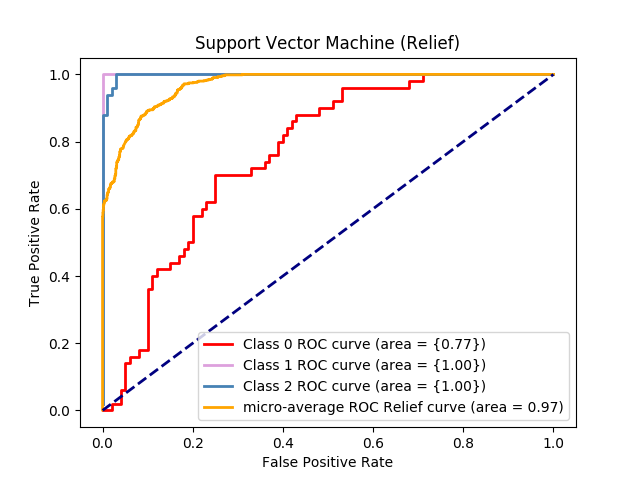 Support Vector Machine (Relief)
True Positive Rate
1.0
0.8
0.6
0.4
0.2
0.0
Class 0 ROC curve (area = {0.77})
Class 1 ROC curve (area = {1.00})
Class 2 ROC curve (area = {1.00})
micro-average ROC Relief curve (area = 0.97)
0.0 0.2 0.4 0.6 0.8 1.0
False Positive Rate